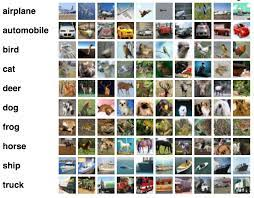 airplane
automobile
bird
cat
deer
dog
frog
horse
ship
truck